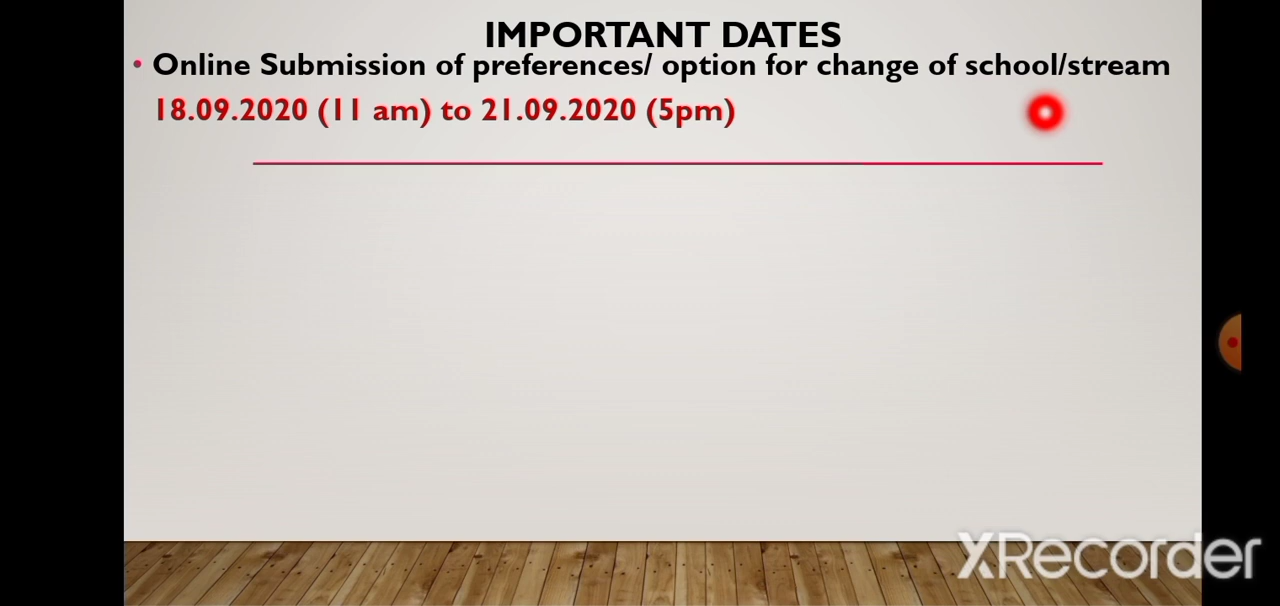 IMPORTANT DATES
• Online Submission of preferences/ option for change of school/stream
18.09.2020 (11 am) to 21.09.2020 (5pm)
XRecorder